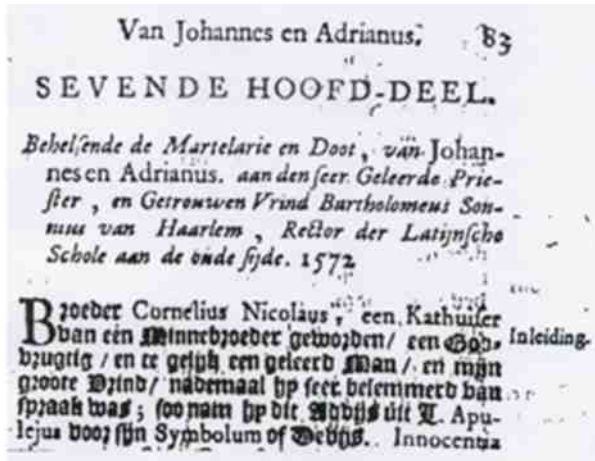 Van Johannes en Adrianus. 83
SEVENDE HOOFD-DEEL.
Behelsende de Martelarie en Doot, van Johan-
nes en Adrianus. aan den seer Geleerde Prie-
ster, en Getrouwen Vrind Bartholomeus Son-
nius van Haarlem, Rector der Latijnsche
Schole aan de oude sijde. 1572
Broeder Cornelius Nicolaus, een Kathuiser
van een Minnebroeder geworden/ een God- Inleiding.
vrugtig/ en te gelijk een geleerd Man/ en mijn
groote Vrind/ nademaal hy seer belemmerd van
spraak was; soo nam hy dit Addijs uit L. Apu-
lejus voor sijn Symbolum of Devijs. Innocentia